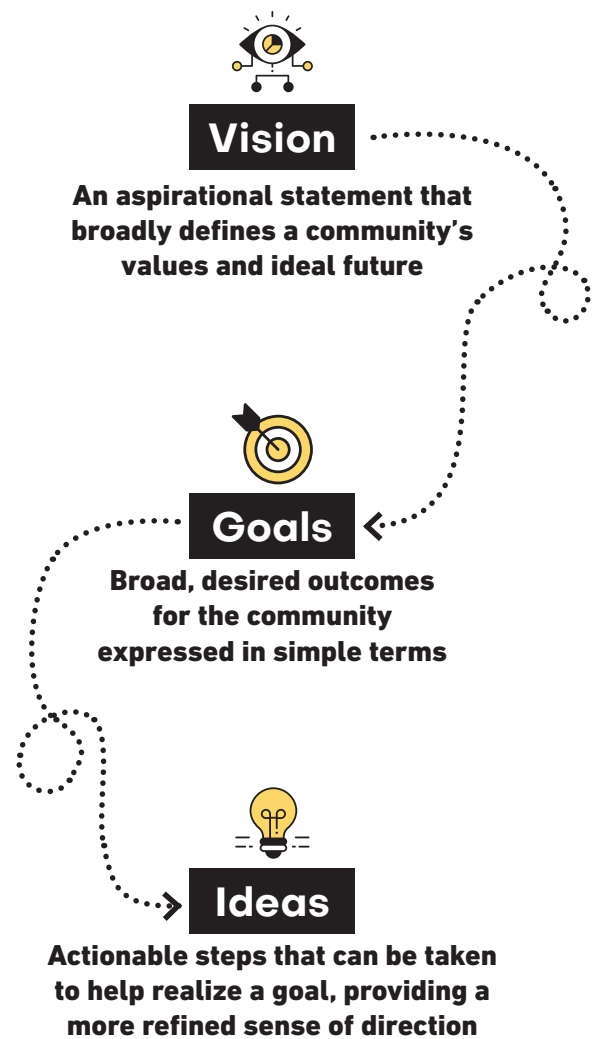 Vision
An aspirational statement that
broadly defines a community’s
values and ideal future
Goals
Broad, desired outcomes
for the community
expressed in simple terms
Ideas
Actionable steps that can be taken
to help realize a goal, providing a
more refined sense of direction